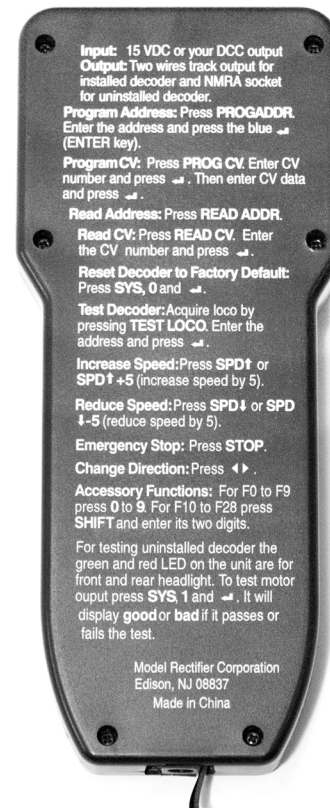 Input: 15 VDC or your DCC output
Output: Two wires track output for
installed decoder and NMRA socket
for uninstalled decoder.
Program Address: Press PROGADDR.
Enter the address and press the blue ↵
(ENTER key).
Program CV: Press PROG CV. Enter CV
number and press ↵. Then enter CV data
and press ↵.
Read Address: Press READ ADDR.
Read CV: Press READ CV. Enter
the CV number and press ↵.
Reset Decoder to Factory Default:
Press SYS, 0 and ↵.
Test Decoder: Acquire loco by
pressing TEST LOCO. Enter the
address and press ↵.
Increase Speed: Press SPD⬆ or
SPD⬆+5 (increase speed by 5).
Reduce Speed: Press SPD⬇ or SPD
⬇-5 (reduce speed by 5).
Emergency Stop: Press STOP.
Change Direction: Press ◀▶.
Accessory Functions: For F0 to F9
press 0 to 9. For F10 to F28 press
SHIFT and enter its two digits.
For testing uninstalled decoder the
green and red LED on the unit are for
front and rear headlight. To test motor
ouput press SYS, 1 and ↵. It will
display good or bad if it passes or
fails the test.
Model Rectifier Corporation
Edison, NJ 08837
Made in China